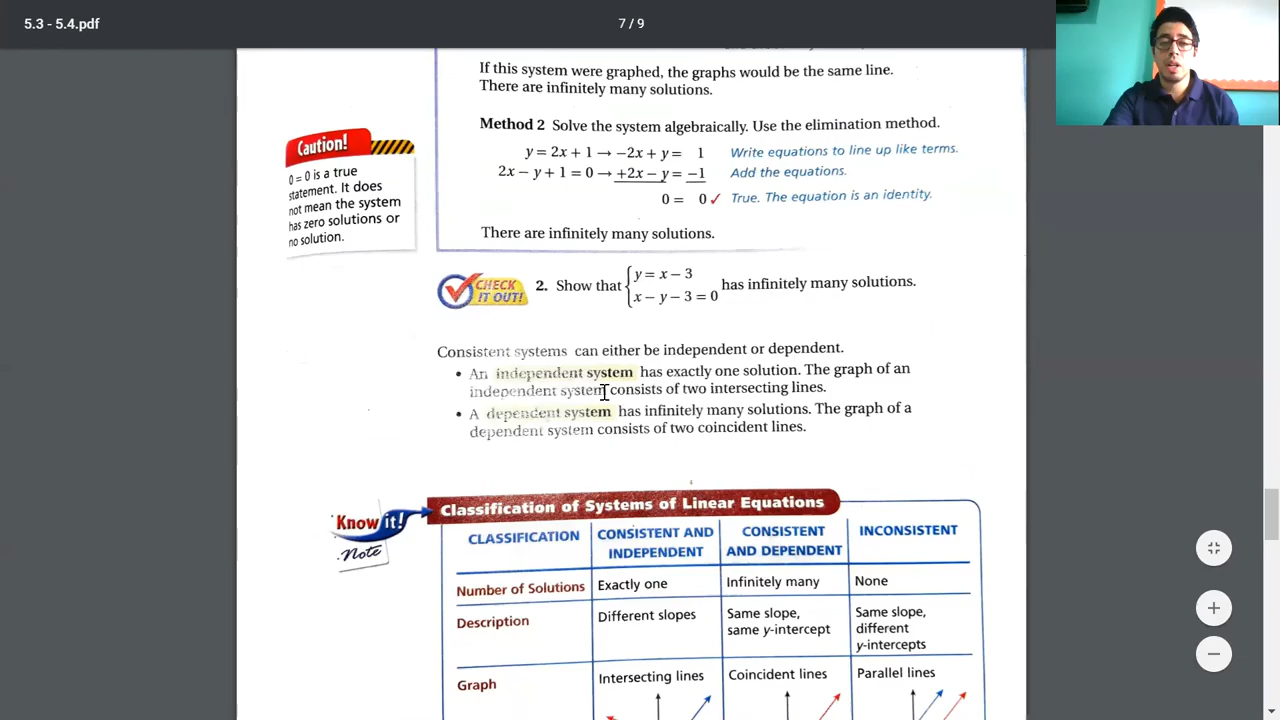 5.3 - 5.4.pdf
7 / 9
If this system were graphed, the graphs would be the same line.
There are infinitely many solutions.
Method 2 Solve the system algebraically. Use the elimination method.
y = 2x + 1 → −2x + y = 1 Write equations to line up like terms.
2x − y + 1 = 0 → +2x − y = −1 Add the equations.
0 = 0 ✓ True. The equation is an identity.
There are infinitely many solutions.
Caution!
0 = 0 is a true
statement. It does
not mean the system
has zero solutions or
no solution.
CHECK
IT OUT!
2. Show that { y = x − 3
x − y − 3 = 0 has infinitely many solutions.
Consistent systems can either be independent or dependent.
• An independent system has exactly one solution. The graph of an
independent system consists of two intersecting lines.
• A dependent system has infinitely many solutions. The graph of a
dependent system consists of two coincident lines.
Know it!
Note
Classification of Systems of Linear Equations
CLASSIFICATION CONSISTENT AND INDEPENDENT CONSISTENT AND DEPENDENT INCONSISTENT
Number of Solutions Exactly one Infinitely many None
Description Different slopes Same slope, same y-intercept Same slope, different y-intercepts
Graph Intersecting lines Coincident lines Parallel lines